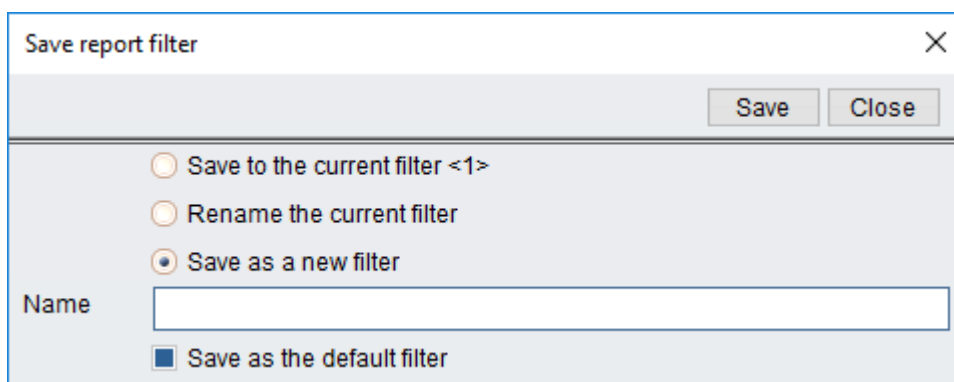 Save report filter
Save Close
Save to the current filter <1>
Rename the current filter
Save as a new filter
Name
Save as the default filter